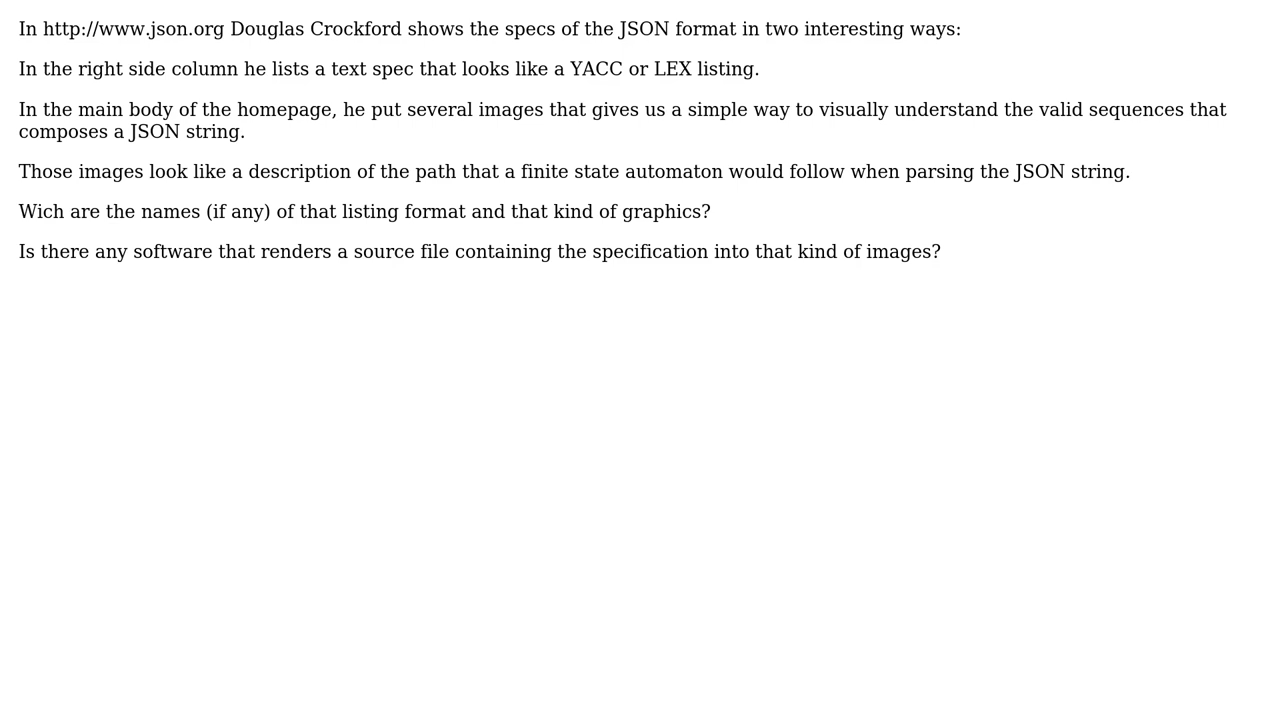 In http://www.json.org Douglas Crockford shows the specs of the JSON format in two interesting ways:
In the right side column he lists a text spec that looks like a YACC or LEX listing.
In the main body of the homepage, he put several images that gives us a simple way to visually understand the valid sequences that
composes a JSON string.
Those images look like a description of the path that a finite state automaton would follow when parsing the JSON string.
Wich are the names (if any) of that listing format and that kind of graphics?
Is there any software that renders a source file containing the specification into that kind of images?